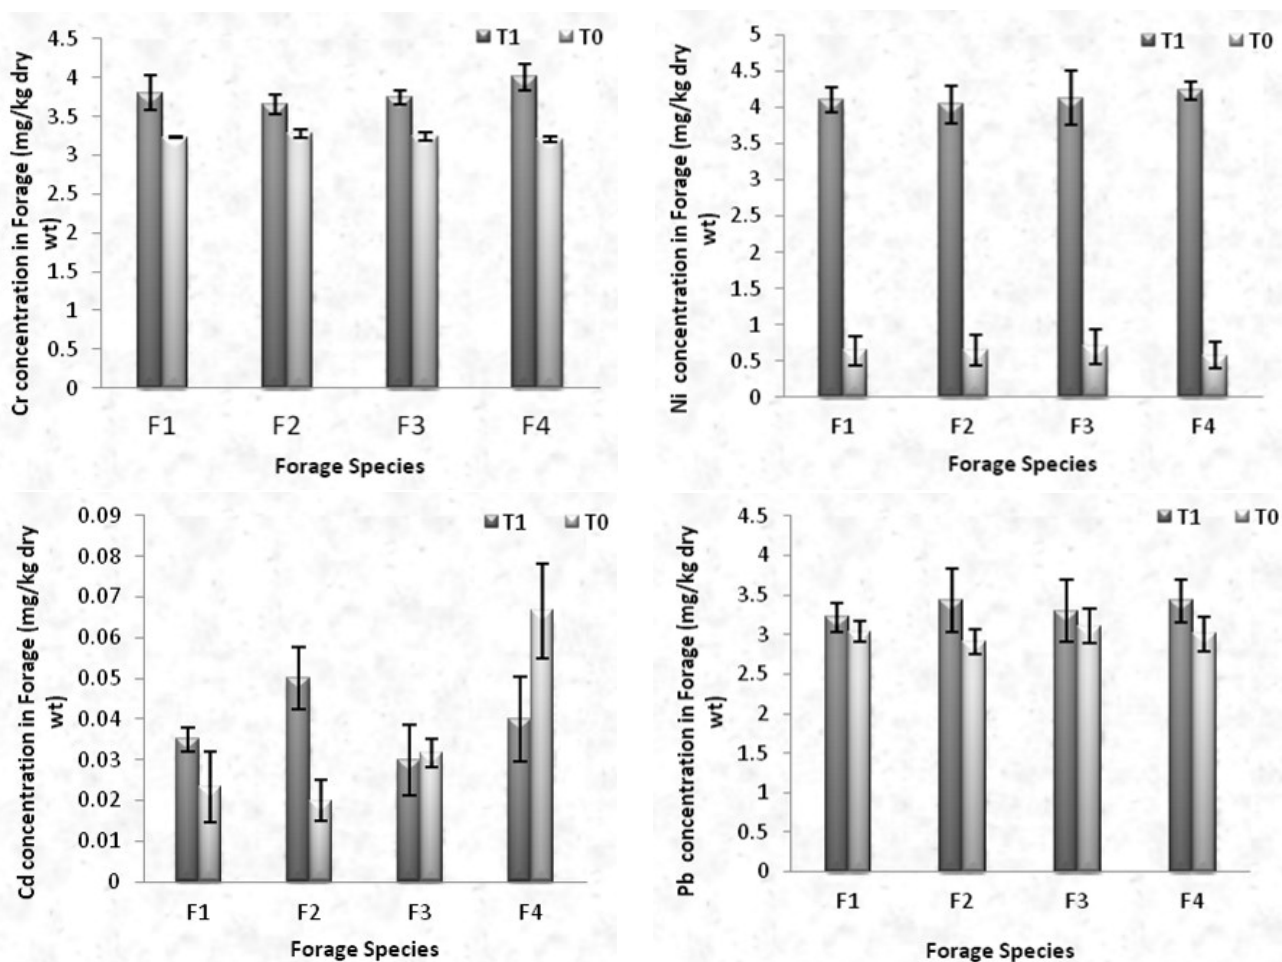 Cr concentration in Forage (mg/kg dry
wt)
4.5
4
3.5
3
2.5
2
1.5
1
0.5
0
T1 T0
F1 F2 F3 F4
Forage Species
Ni concentration in Forage (mg/kg dry
wt)
5
4.5
4
3.5
3
2.5
2
1.5
1
0.5
0
T1 T0
F1 F2 F3 F4
Forage Species
Cd concentration in Forage (mg/kg dry
wt)
0.09
0.08
0.07
0.06
0.05
0.04
0.03
0.02
0.01
0
T1 T0
F1 F2 F3 F4
Forage Species
Pb concentration in Forage (mg/kg dry
wt)
4.5
4
3.5
3
2.5
2
1.5
1
0.5
0
T1 T0
F1 F2 F3 F4
Forage Species